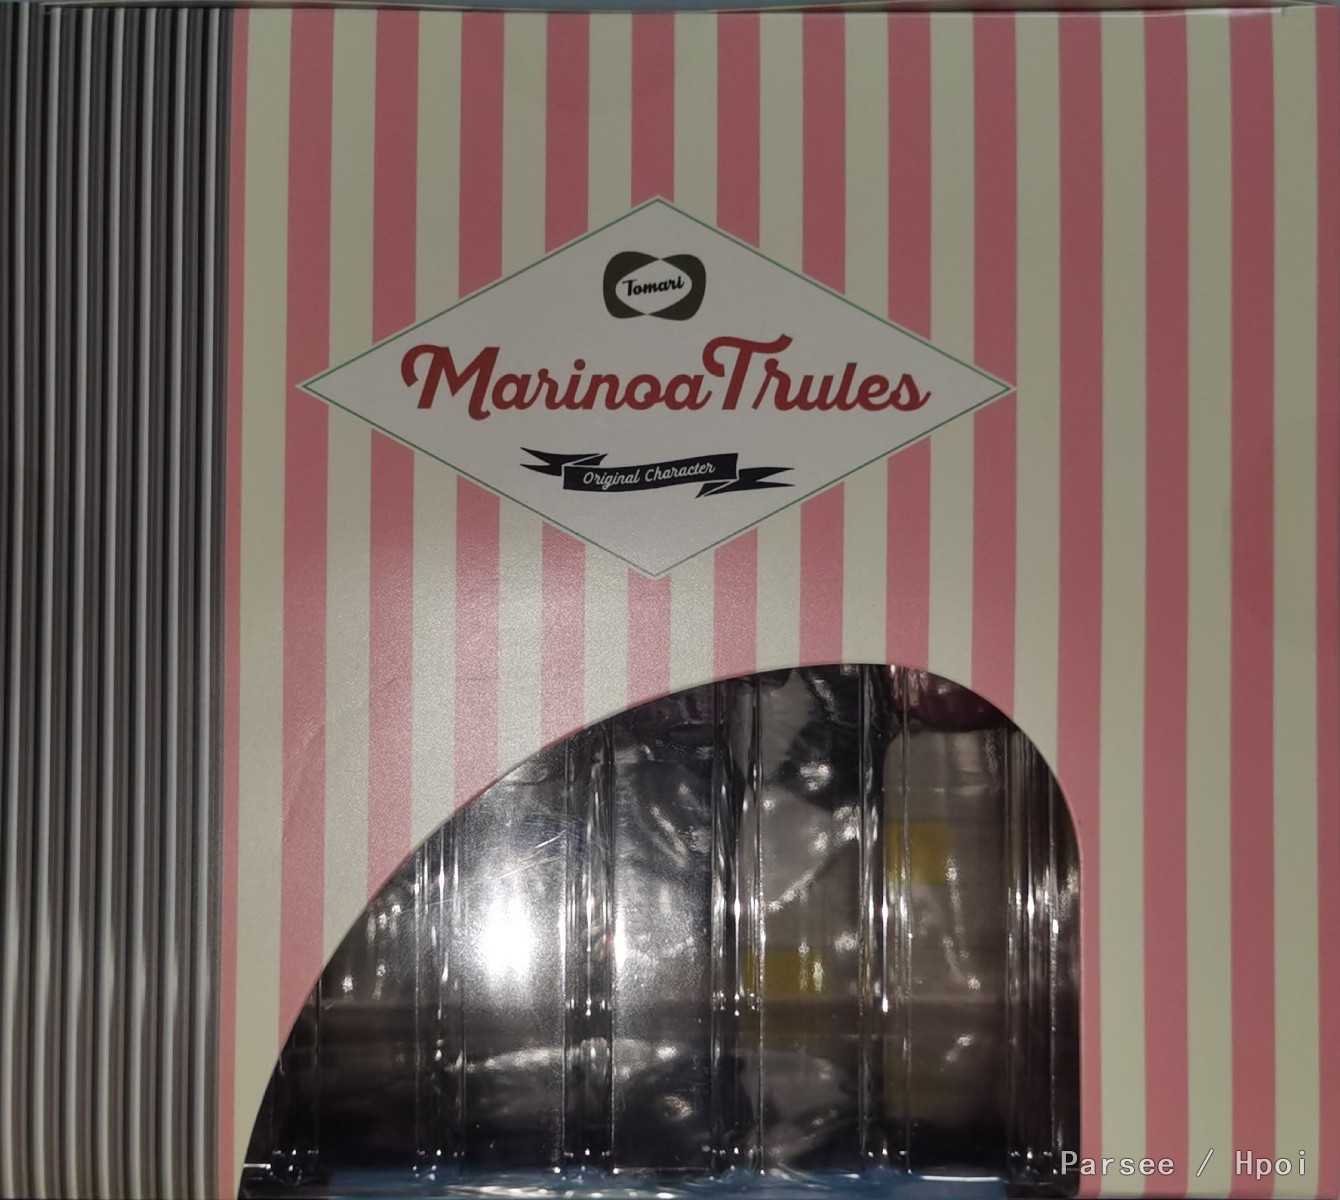 Tomari
MarinoaTrules
Original Character
Parsee / Hpoi